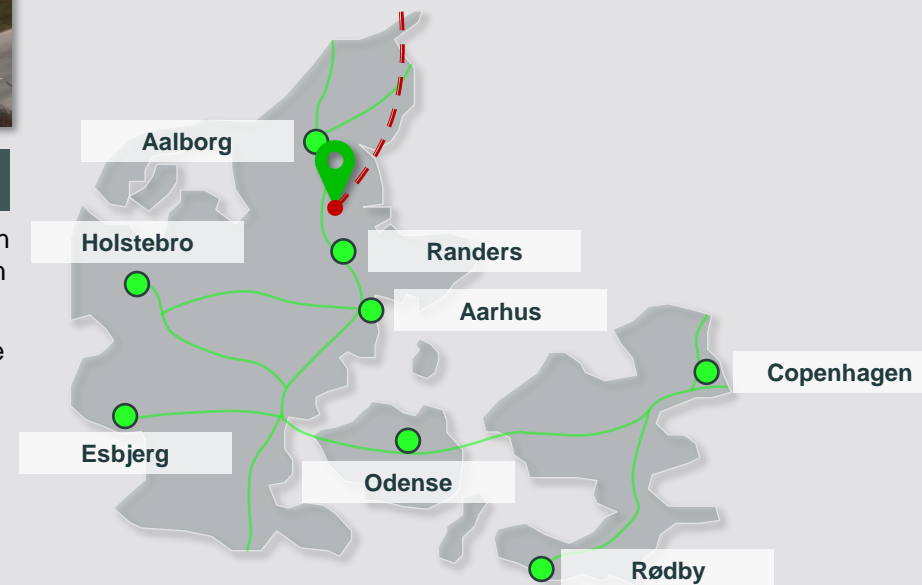 Aalborg
Holstebro
Randers
Aarhus
Copenhagen
Esbjerg
Odense
Rødby